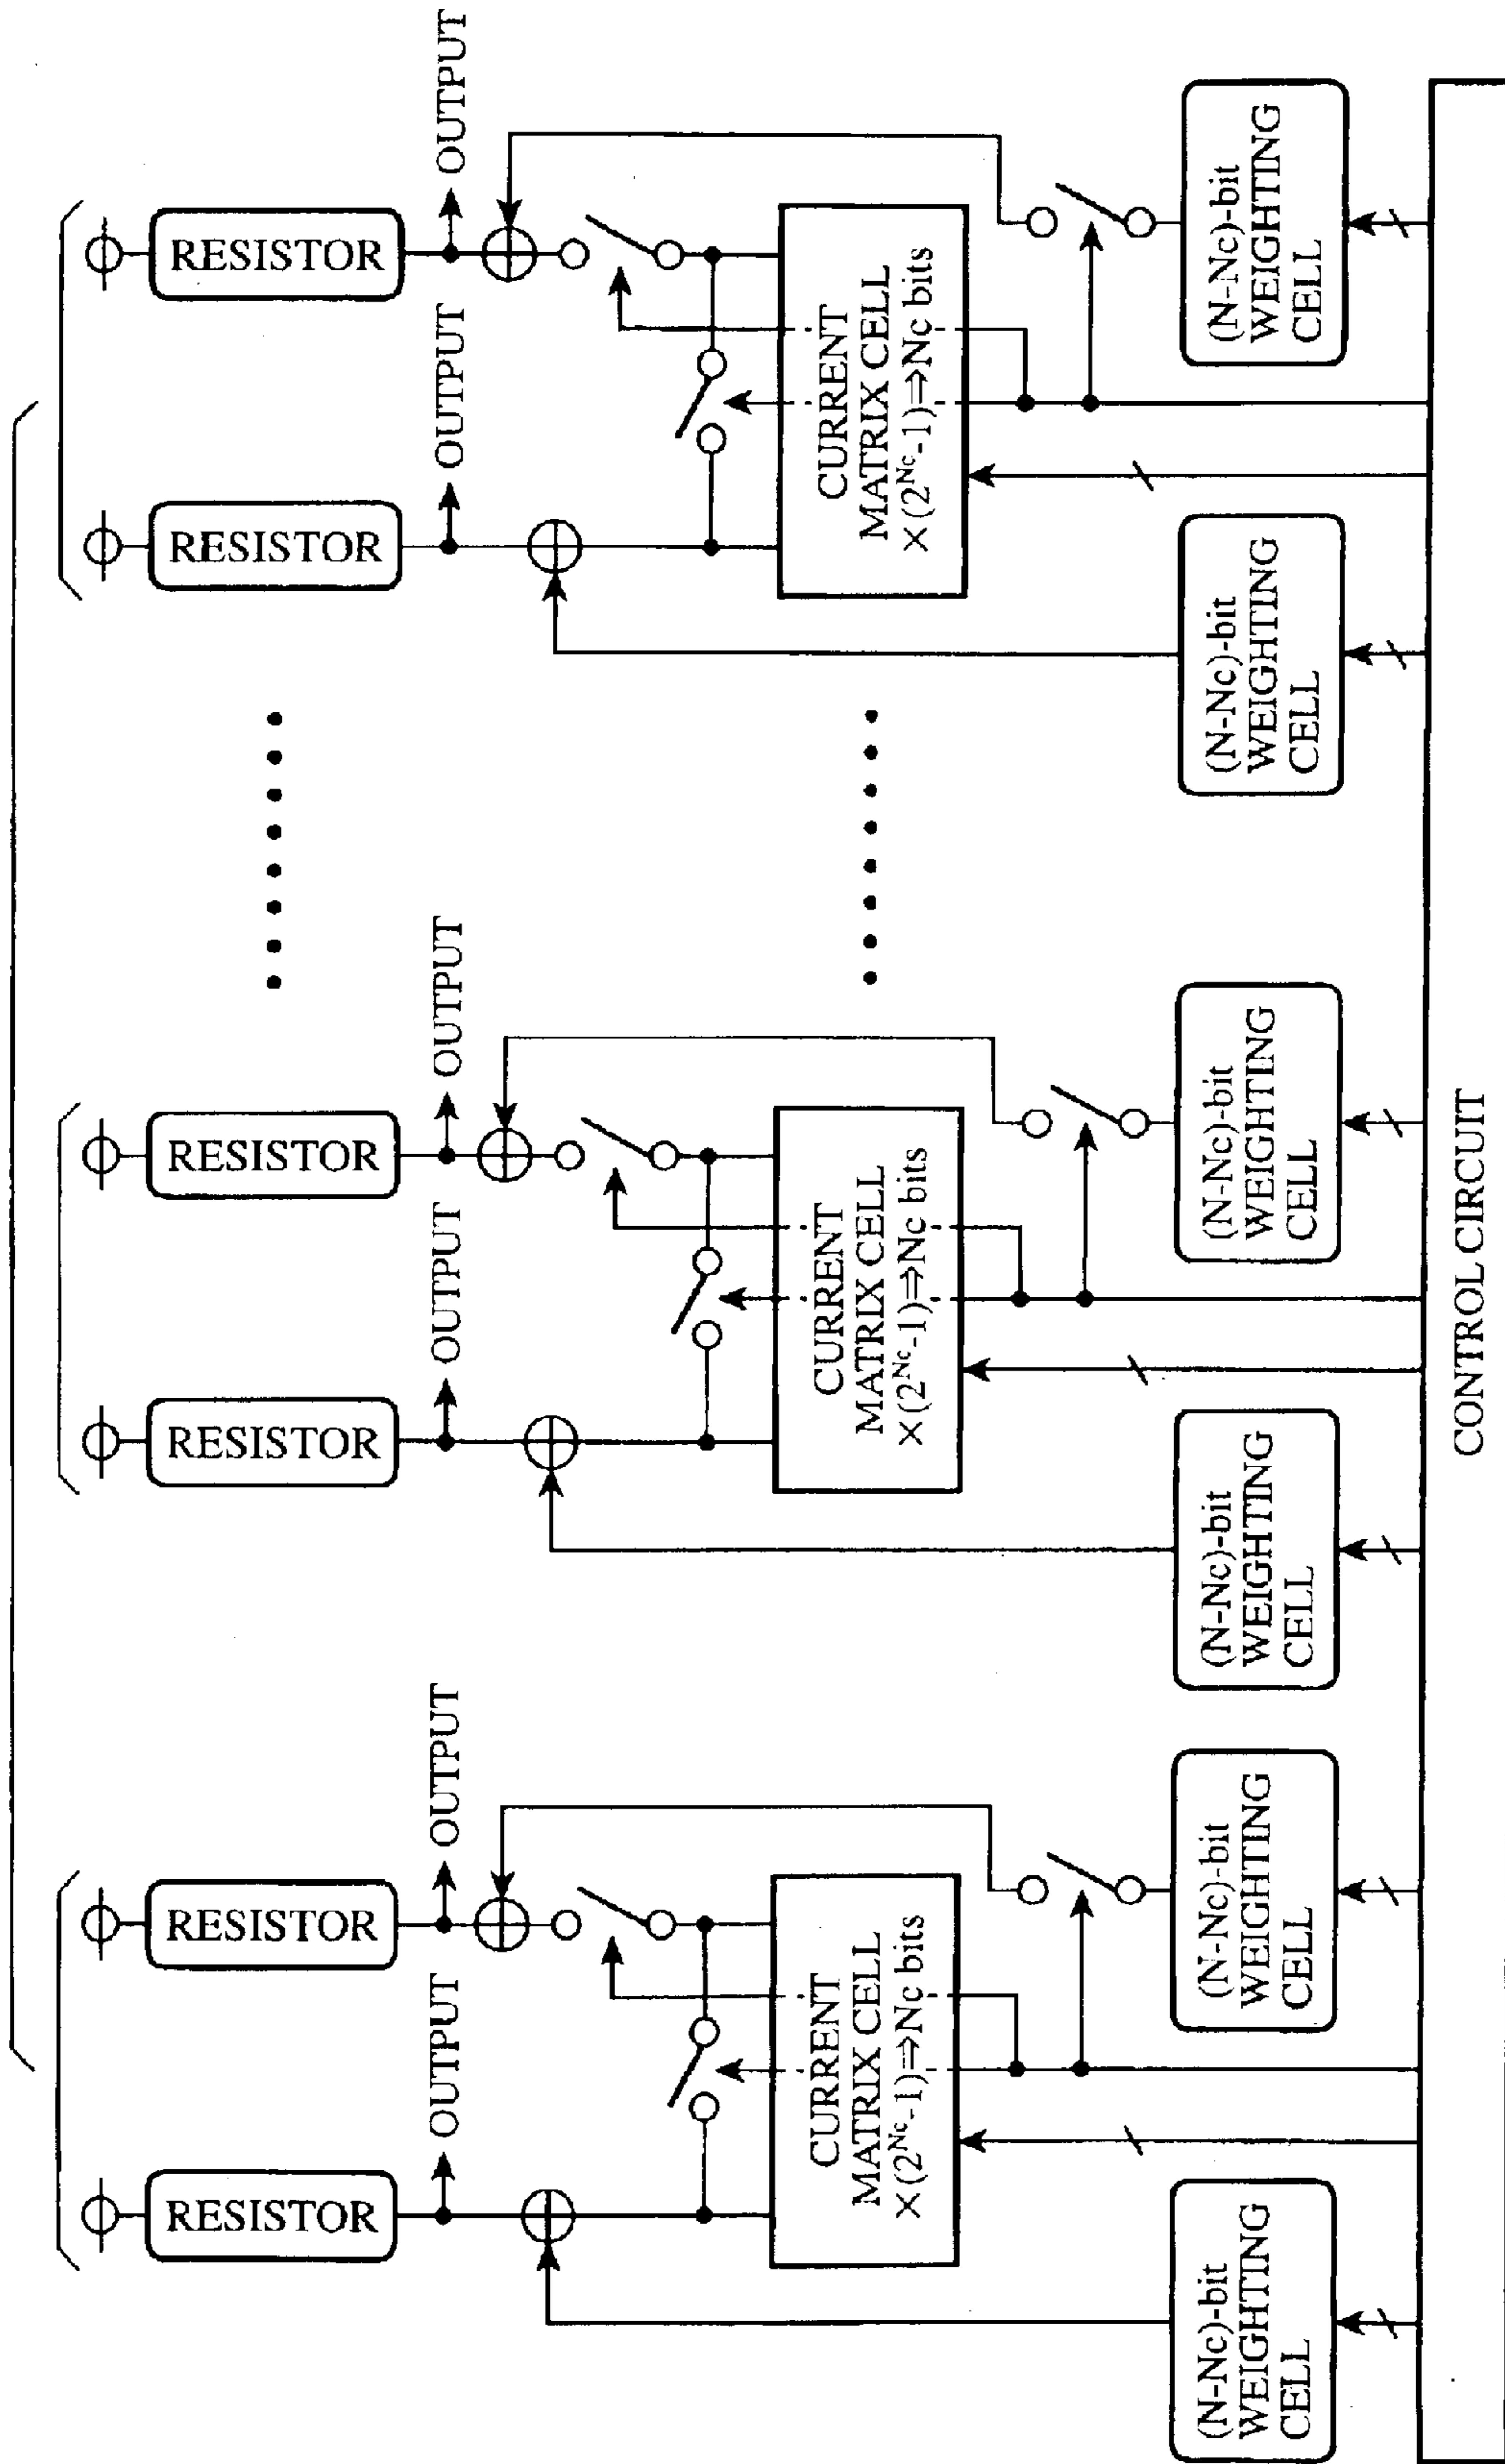 RESISTOR
RESISTOR
RESISTOR
RESISTOR
RESISTOR
RESISTOR
OUTPUT
OUTPUT
OUTPUT
OUTPUT
OUTPUT
OUTPUT
CURRENT
MATRIX CELL
×(2^Nc-1)⇒Nc bits
CURRENT
MATRIX CELL
×(2^Nc-1)⇒Nc bits
CURRENT
MATRIX CELL
×(2^Nc-1)⇒Nc bits
(N-Nc)-bit
WEIGHTING
CELL
(N-Nc)-bit
WEIGHTING
CELL
(N-Nc)-bit
WEIGHTING
CELL
(N-Nc)-bit
WEIGHTING
CELL
(N-Nc)-bit
WEIGHTING
CELL
(N-Nc)-bit
WEIGHTING
CELL
CONTROL CIRCUIT